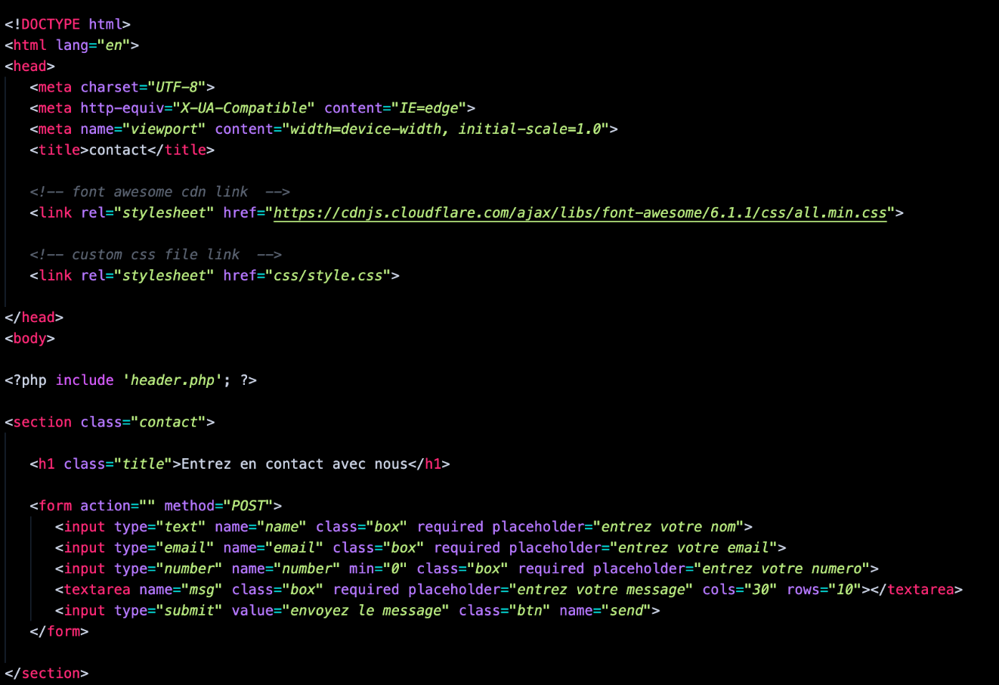 <!DOCTYPE html>
<html lang="en">
<head>
   <meta charset="UTF-8">
   <meta http-equiv="X-UA-Compatible" content="IE=edge">
   <meta name="viewport" content="width=device-width, initial-scale=1.0">
   <title>contact</title>

   <!-- font awesome cdn link  -->
   <link rel="stylesheet" href="https://cdnjs.cloudflare.com/ajax/libs/font-awesome/6.1.1/css/all.min.css">

   <!-- custom css file link  -->
   <link rel="stylesheet" href="css/style.css">

</head>
<body>

<?php include 'header.php'; ?>

<section class="contact">

   <h1 class="title">Entrez en contact avec nous</h1>

   <form action="" method="POST">
      <input type="text" name="name" class="box" required placeholder="entrez votre nom">
      <input type="email" name="email" class="box" required placeholder="entrez votre email">
      <input type="number" name="number" min="0" class="box" required placeholder="entrez votre numero">
      <textarea name="msg" class="box" required placeholder="entrez votre message" cols="30" rows="10"></textarea>
      <input type="submit" value="envoyez le message" class="btn" name="send">
   </form>

</section>